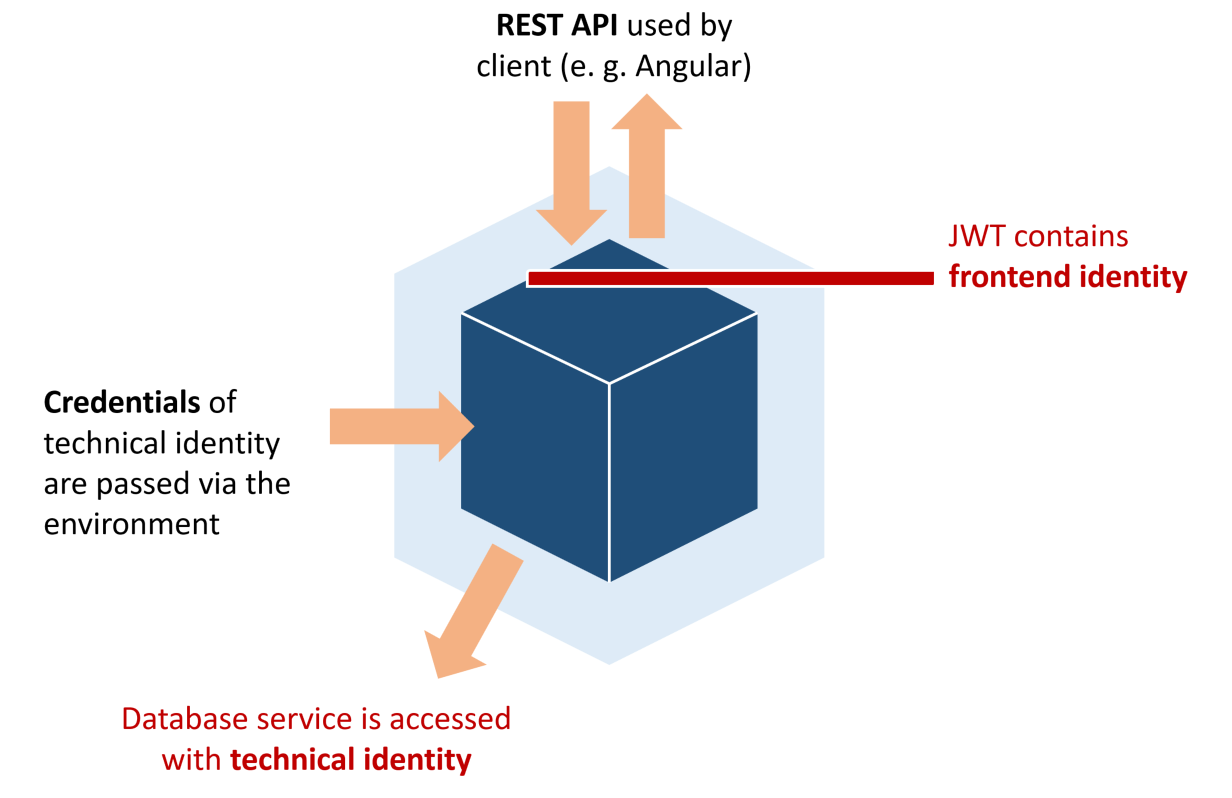 REST API used by
client (e. g. Angular)
JWT contains
frontend identity
Credentials of
technical identity
are passed via the
environment
Database service is accessed
with technical identity